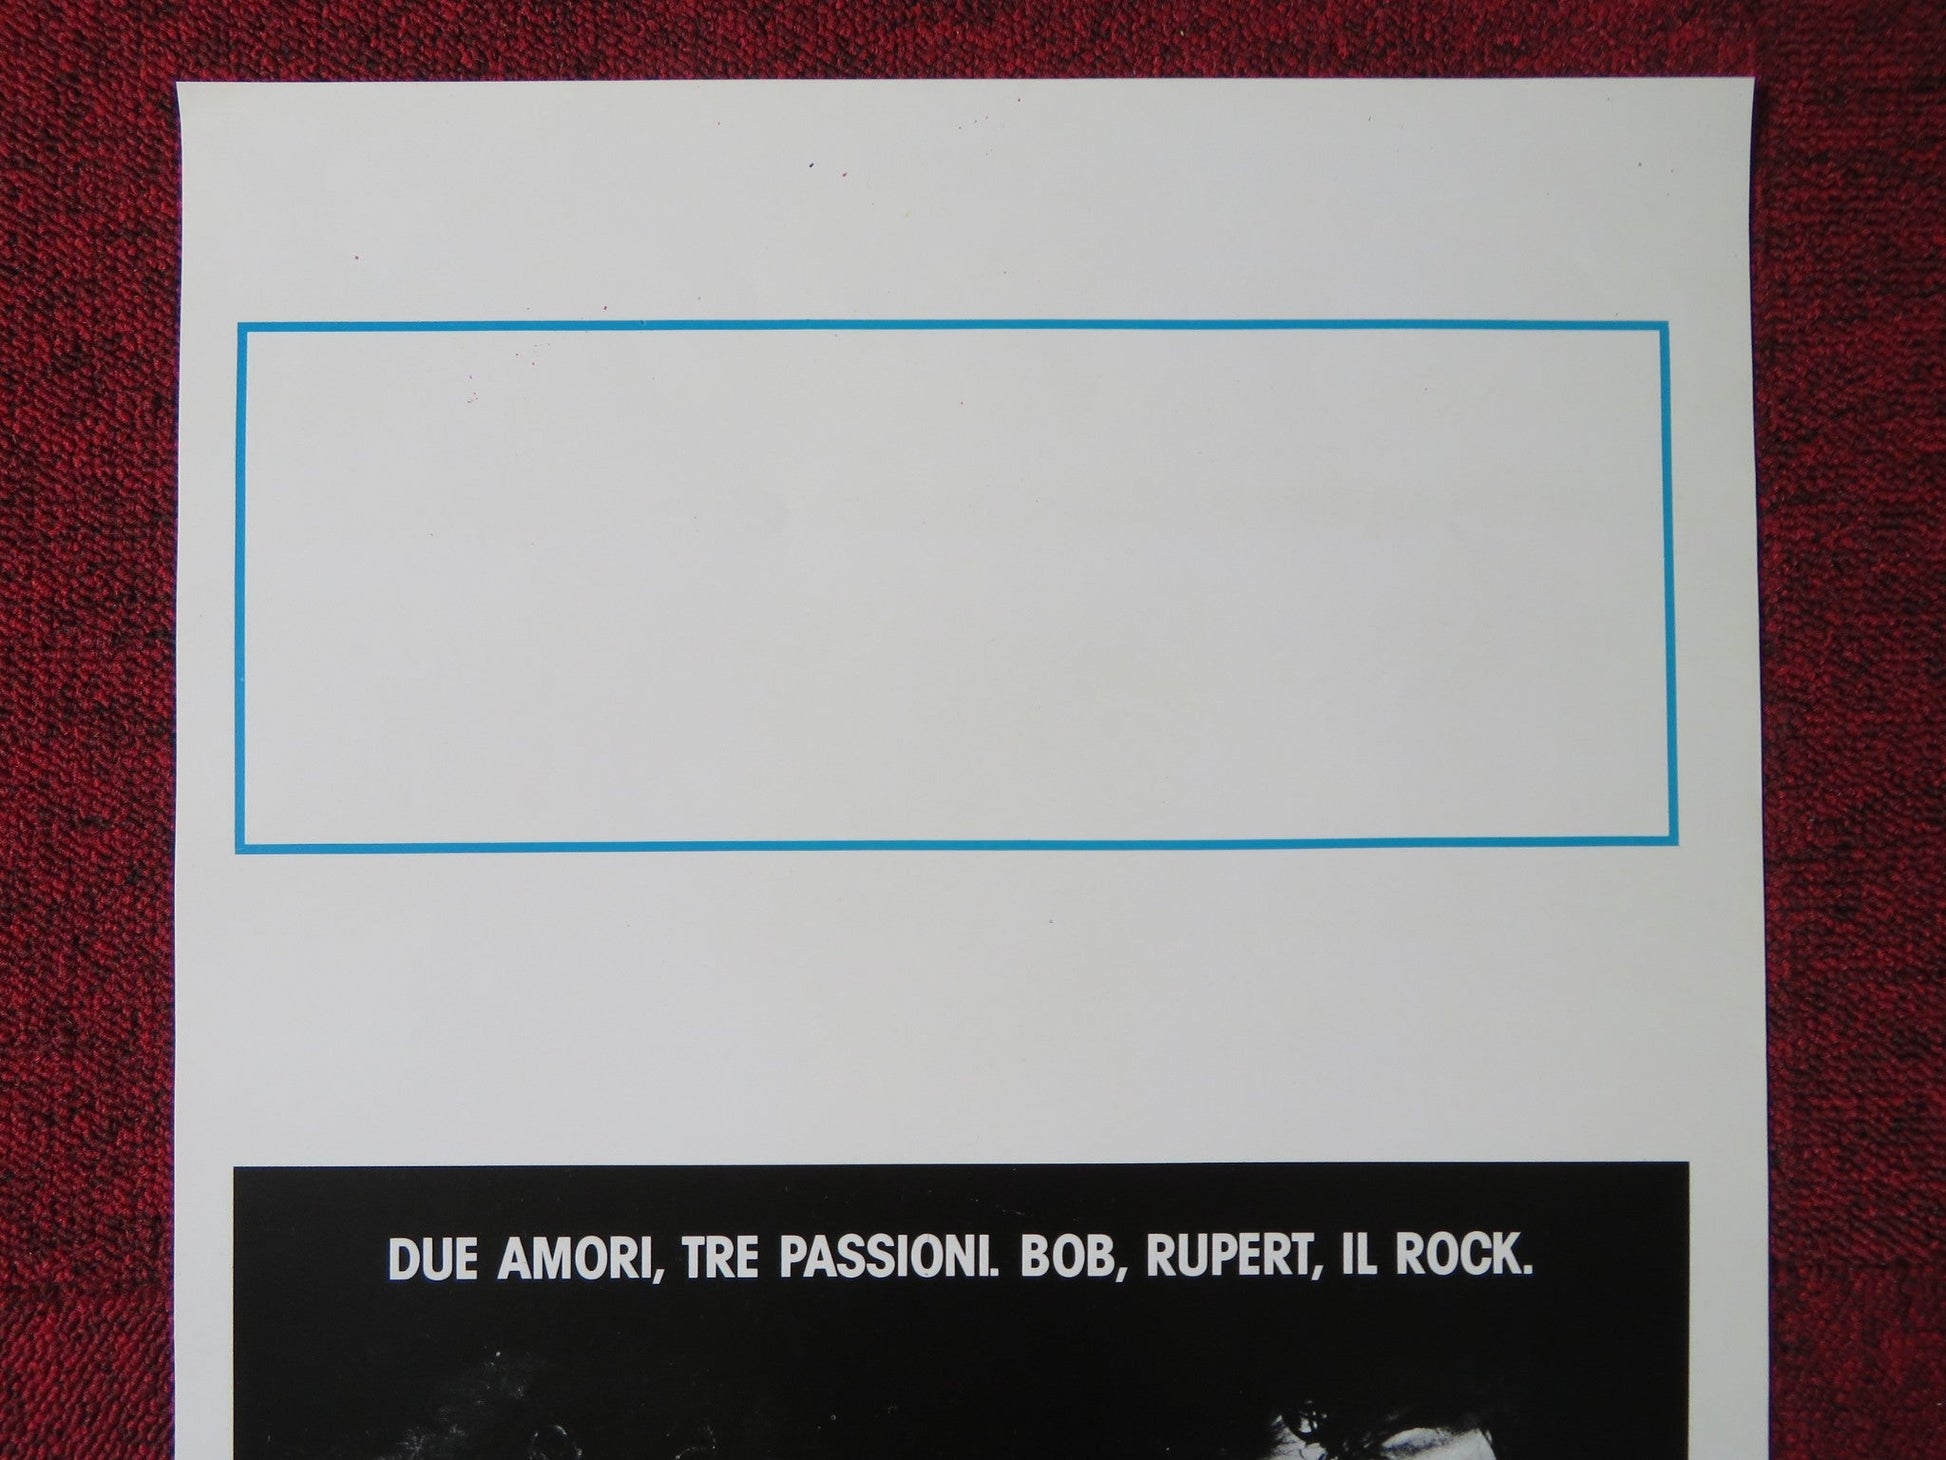 DUE AMORI, TRE PASSIONI. BOB, RUPERT, IL ROCK.